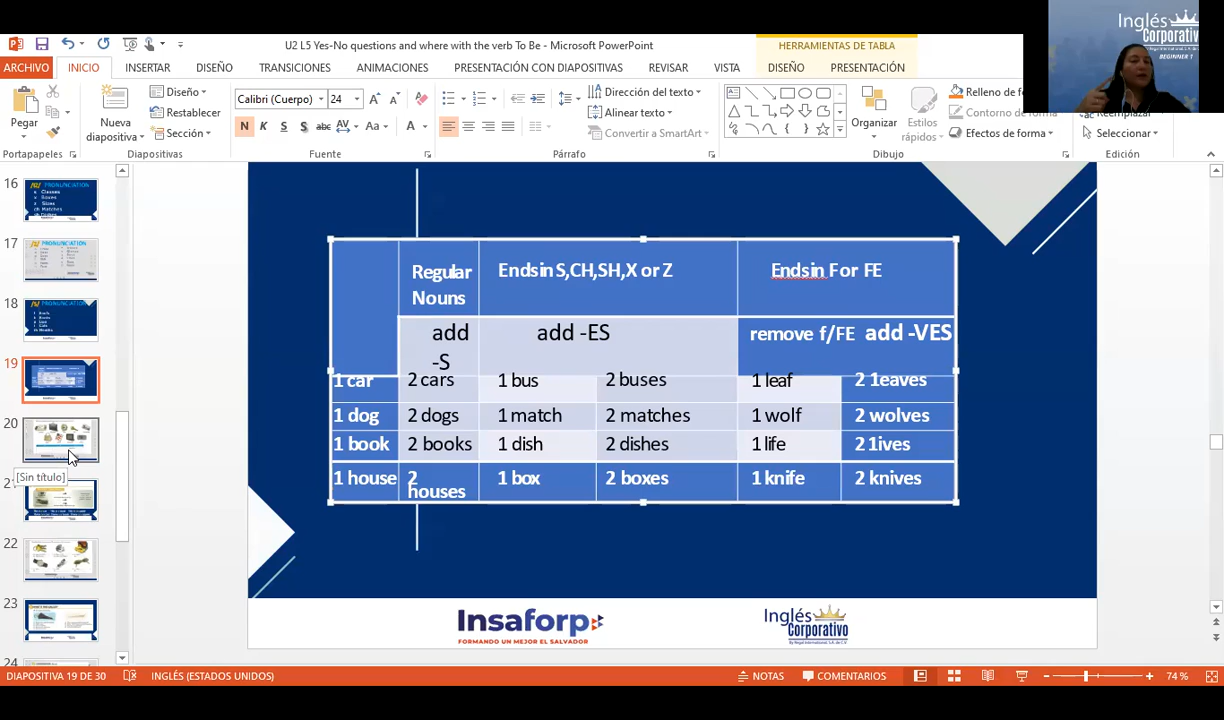 Inglés
Corporativo
BEGINNER 1
U2 L5 Yes-No questions and where with the verb To Be - Microsoft PowerPoint
HERRAMIENTAS DE TABLA
ARCHIVO INICIO INSERTAR DISEÑO TRANSICIONES ANIMACIONES PRESENTACIÓN CON DIAPOSITIVAS REVISAR VISTA DISEÑO PRESENTACIÓN
Pegar
Nueva
diapositiva
Diseño
Restablecer
Sección
Calibri (Cuerpo) 24
N K S S abc AV Aa A
Dirección del texto
Alinear texto
Convertir a SmartArt
Organizar
Estilos
rápidos
Relleno de f
Contorno de forma
Efectos de forma
Reemplazar
Seleccionar
Portapapeles Diapositivas Fuente Párrafo Dibujo Edición
16
PRONUNCIATION
17
PRONUNCIATION
18
PRONUNCIATION
19
20
[Sin título]
21
22
23
24
Regular
Nouns
Endsin S,CH,SH,X or Z
Endsin F or FE
add
-S
add -ES
remove f/FE add -VES
1 car 2 cars 1 bus 2 buses 1 leaf 2 1eaves
1 dog 2 dogs 1 match 2 matches 1 wolf 2 wolves
1 book 2 books 1 dish 2 dishes 1 life 2 1ives
1 house 2
houses 1 box 2 boxes 1 knife 2 knives
Insaforp
FORMANDO UN MEJOR EL SALVADOR
Inglés
Corporativo
DIAPOSITIVA 19 DE 30 INGLÉS (ESTADOS UNIDOS) NOTAS COMENTARIOS 74 %